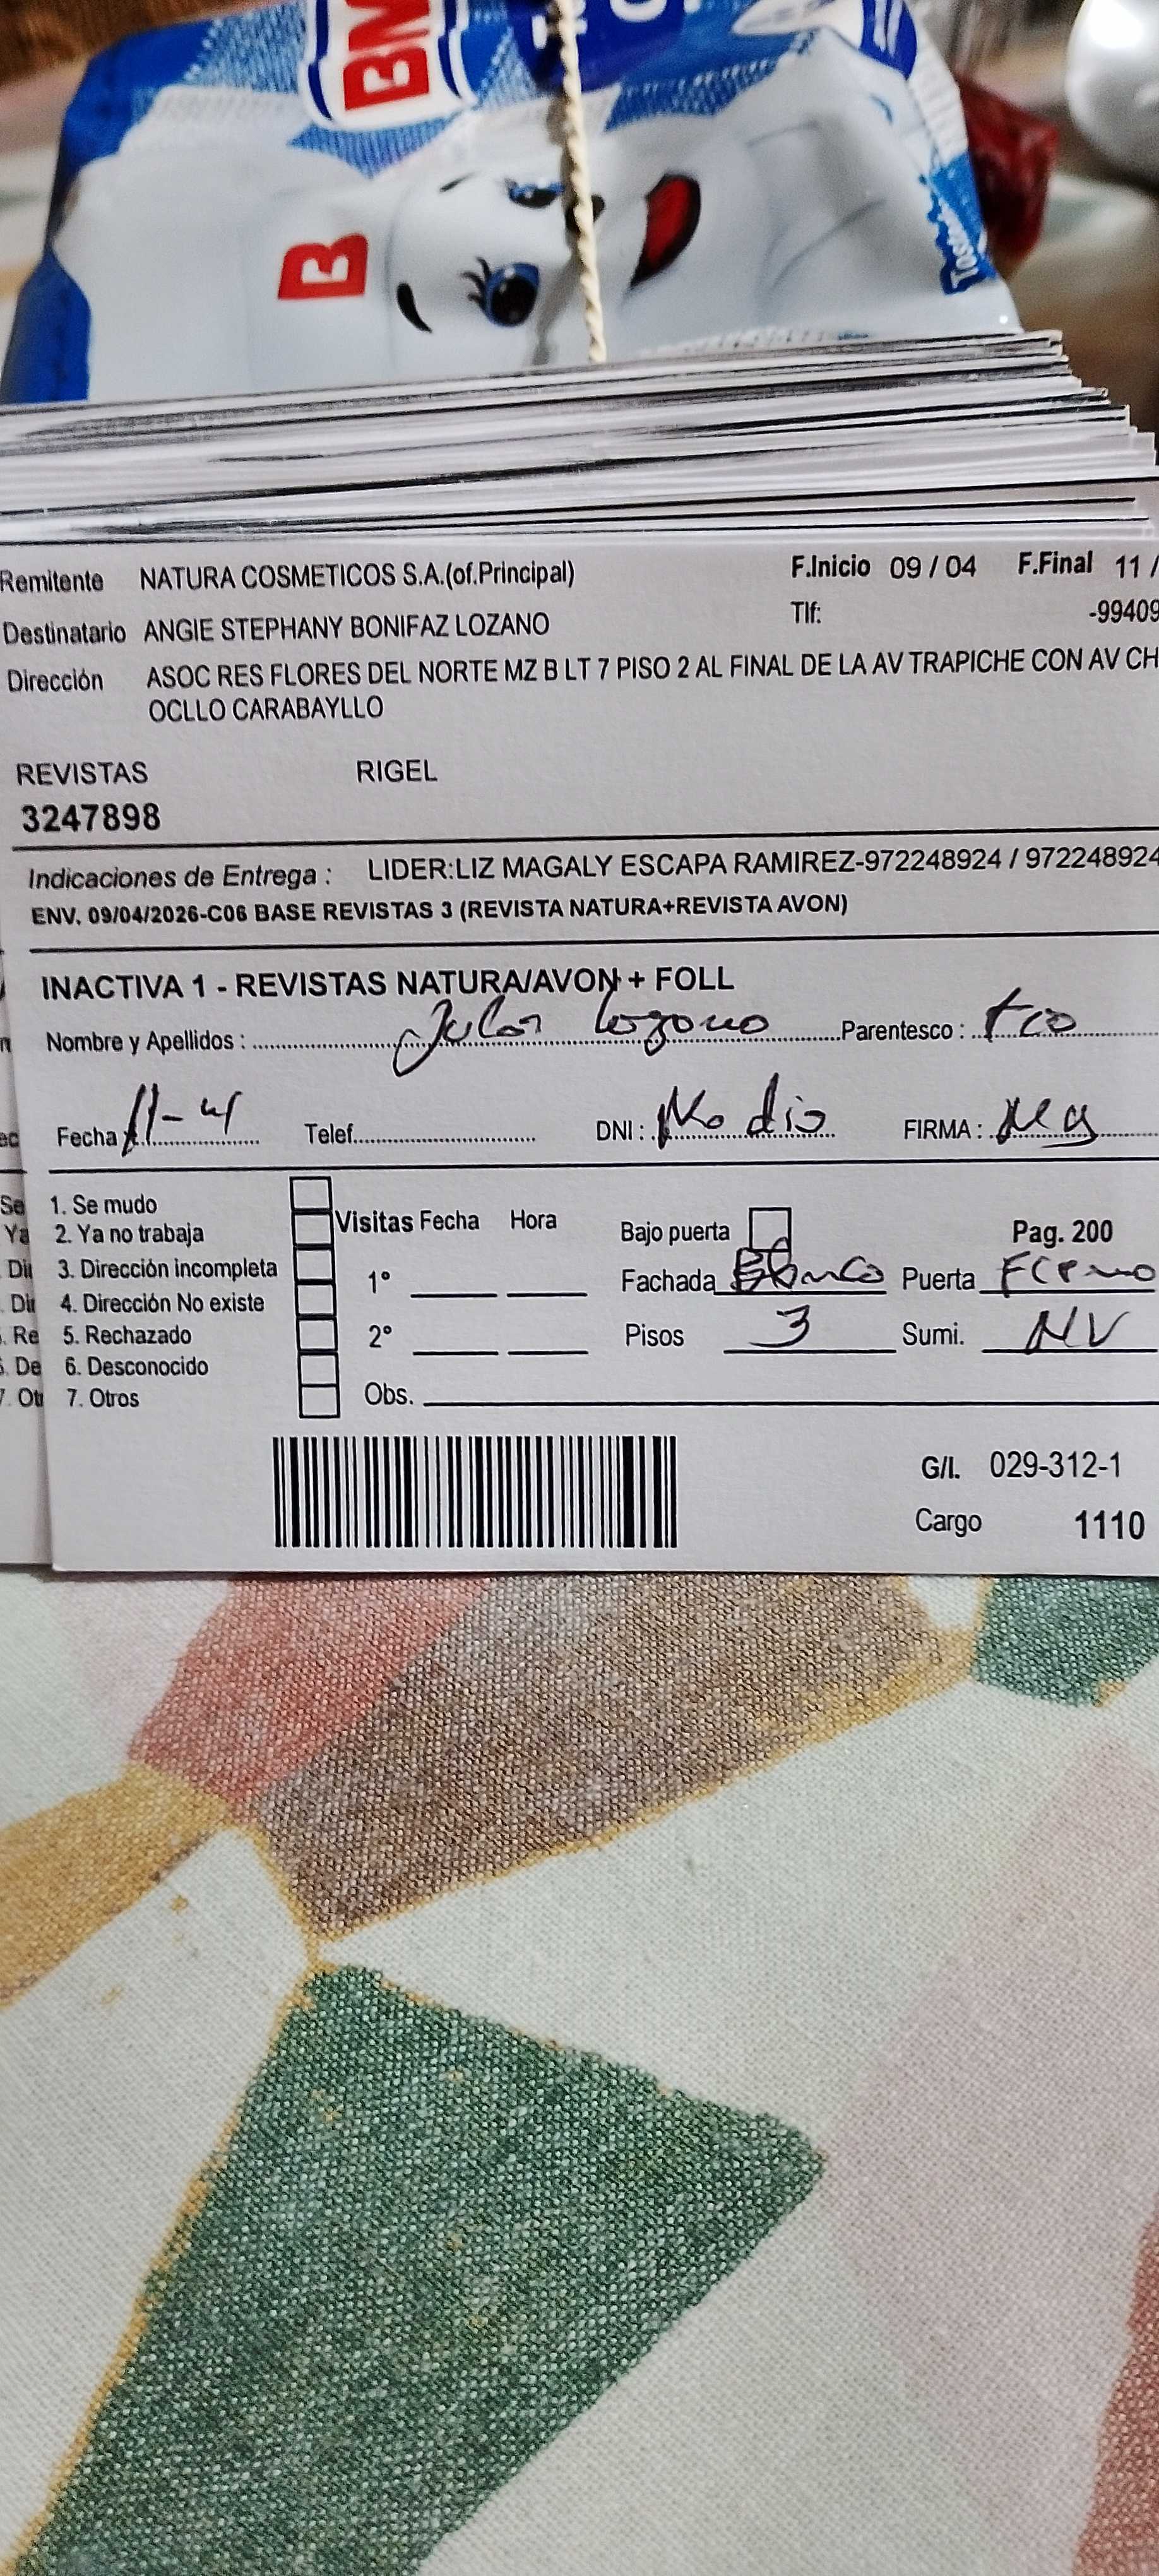 BM
B
Remitente NATURA COSMETICOS S.A.(of.Principal) F.Inicio 09 / 04 F.Final 11 /
Destinatario ANGIE STEPHANY BONIFAZ LOZANO Tlf: -99409
Dirección ASOC RES FLORES DEL NORTE MZ B LT 7 PISO 2 AL FINAL DE LA AV TRAPICHE CON AV CH
OCLLO CARABAYLLO
REVISTAS RIGEL
3247898
Indicaciones de Entrega : LIDER:LIZ MAGALY ESCAPA RAMIREZ-972248924 / 972248924
ENV. 09/04/2026-C06 BASE REVISTAS 3 (REVISTA NATURA+REVISTA AVON)
INACTIVA 1 - REVISTAS NATURA/AVON + FOLL
Nombre y Apellidos : Lozano Parentesco : tio
Fecha 11-4 Telef. DNI : No dio FIRMA :
1. Se mudo
2. Ya no trabaja Visitas Fecha Hora Bajo puerta Pag. 200
3. Dirección incompleta 1° Fachada Blanco Puerta Fierro
4. Dirección No existe
5. Rechazado 2° Pisos 3 Sumi. NV
6. Desconocido
7. Otros Obs.
G/I. 029-312-1
Cargo 1110